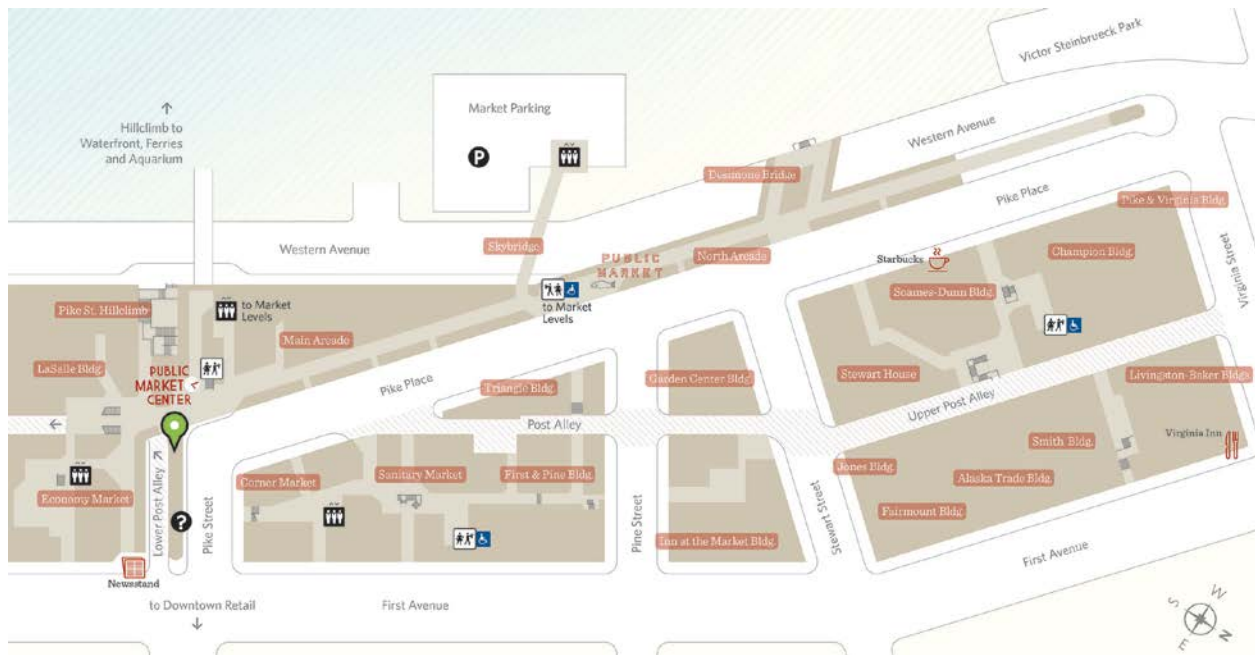 Victor Steinbrueck Park
Market Parking
P
Hillclimb to
Waterfront, Ferries
and Aquarium
Western Avenue
Western Avenue
Desimone Bridge
Pike Place
Pike & Virginia Bldg.
Skybridge
PUBLIC
MARKET
North Arcade
Starbucks
Champion Bldg.
Virginia Street
Soames-Dunn Bldg.
to Market
Levels
to Market
Levels
Pike St. Hillclimb
Main Arcade
LaSalle Bldg.
PUBLIC
MARKET
CENTER
Pike Place
Triangle Bldg.
Garden Center Bldg.
Stewart House
Livingston-Baker Bldgs
Upper Post Alley
Post Alley
Smith Bldg.
Virginia Inn
Jones Bldg.
Alaska Trade Bldg.
Economy Market
Lower Post Alley
Corner Market
Sanitary Market
First & Pine Bldg.
Fairmount Bldg.
?
Pike Street
Pine Street
Inn at the Market Bldg.
Stewart Street
First Avenue
Newsstand
to Downtown Retail
First Avenue
S
W
E
N